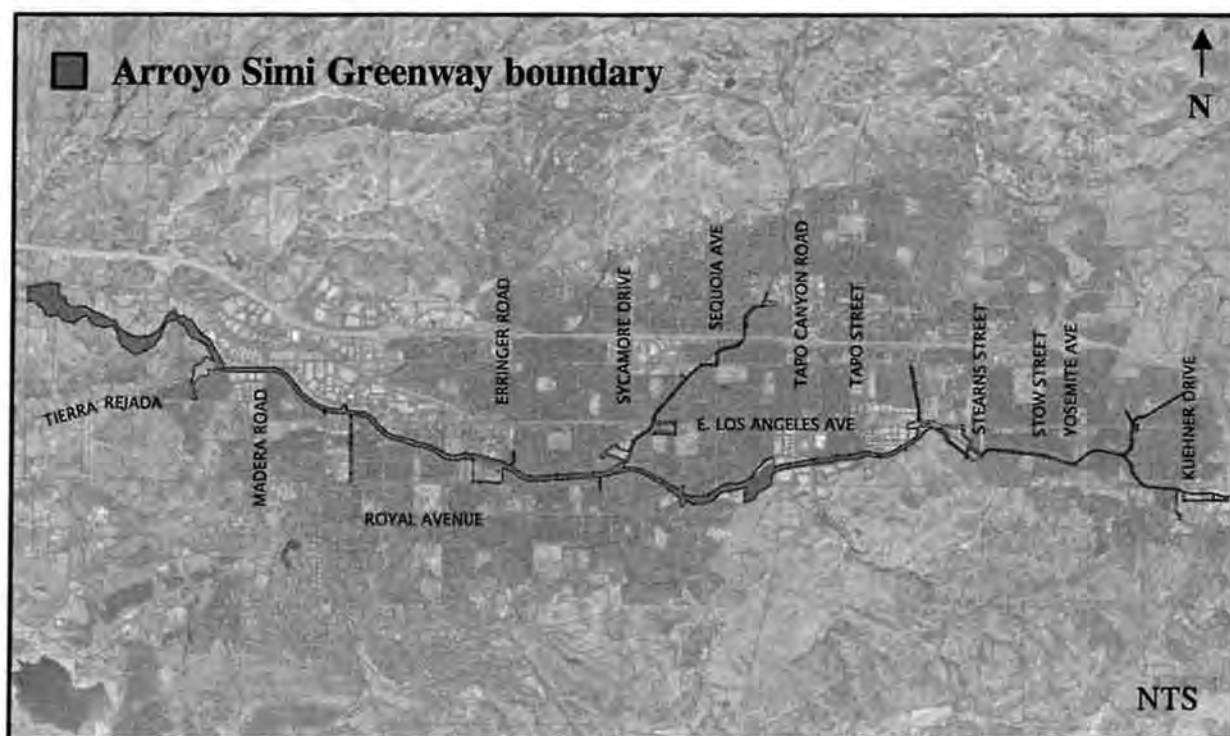 Arroyo Simi Greenway boundary
N
TIERRA REJADA
MADERA ROAD
ROYAL AVENUE
ERRINGER ROAD
SYCAMORE DRIVE
SEQUOIA AVE
E. LOS ANGELES AVE
TAPO CANYON ROAD
TAPO STREET
STEARNS STREET
STOW STREET
YOSEMITE AVE
KUEHNER DRIVE
NTS